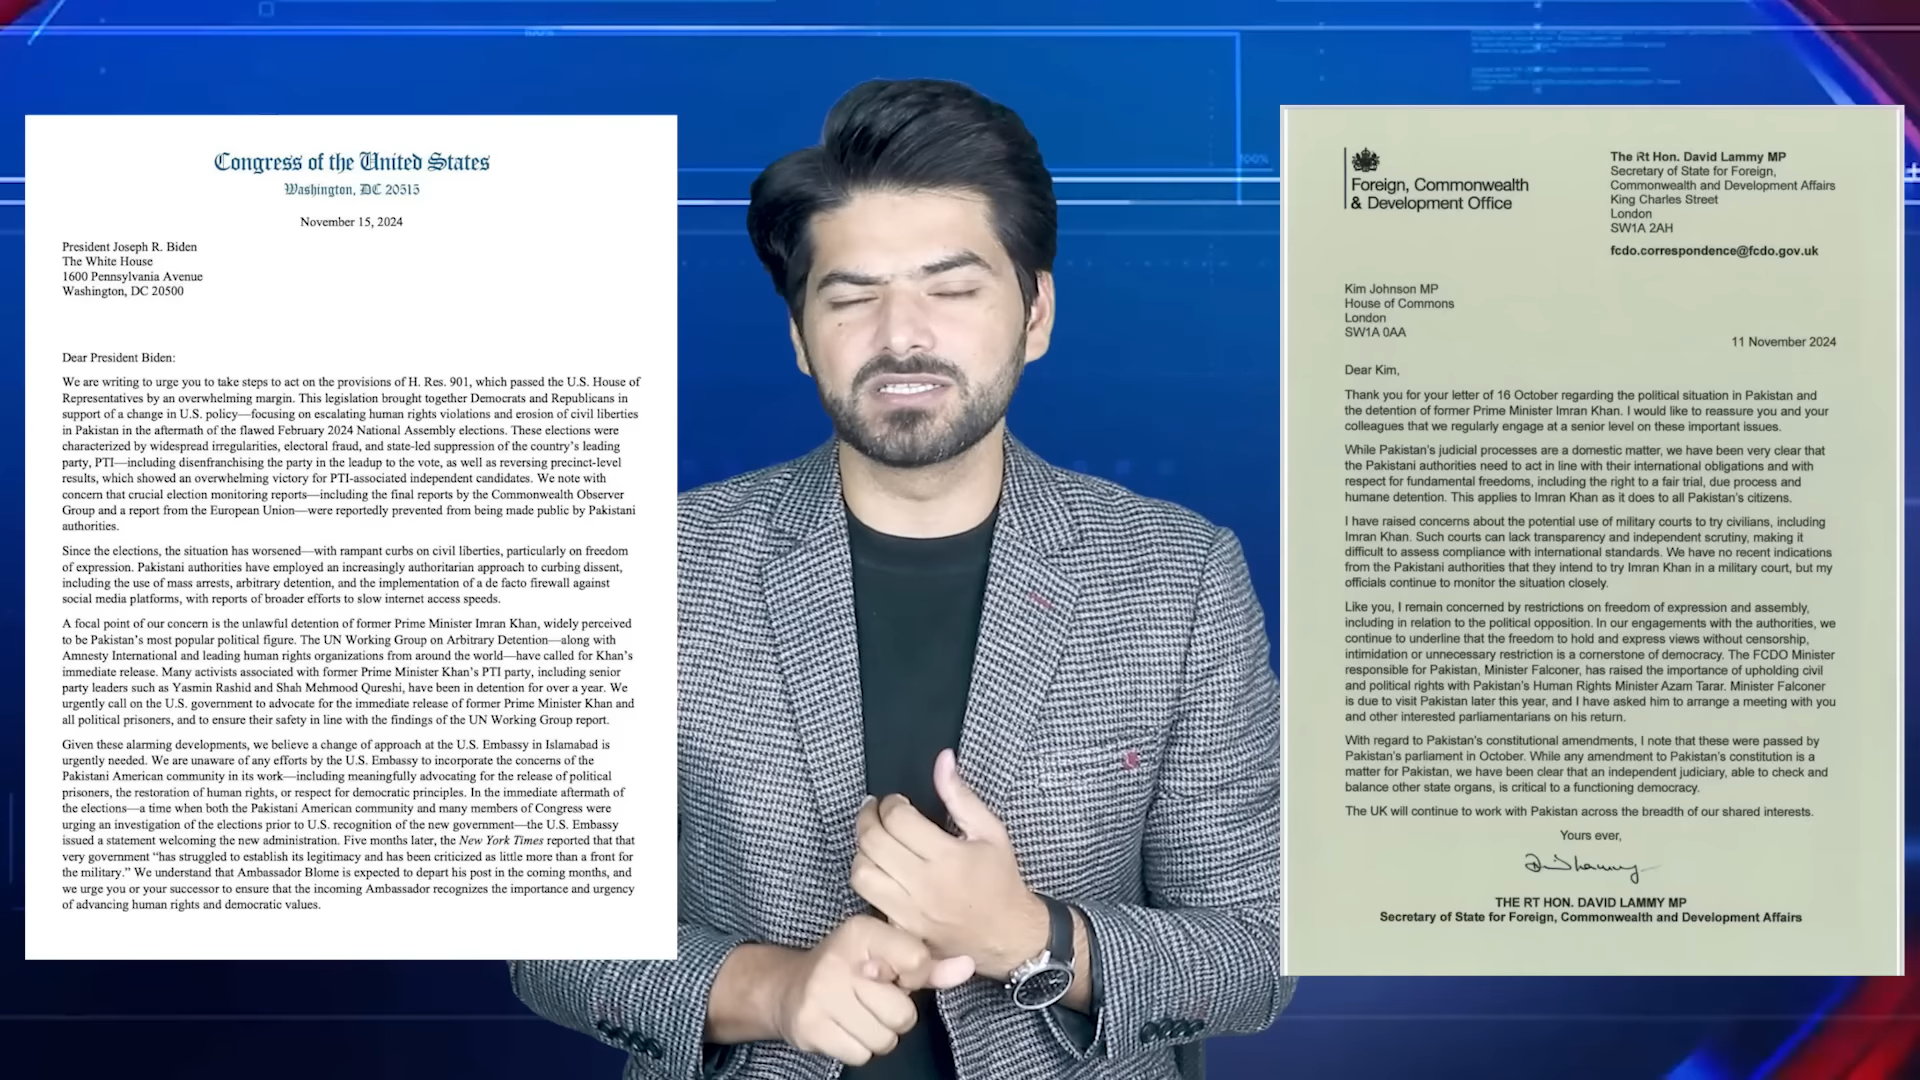 Congress of the United States
Washington, DC 20515
November 15, 2024
President Joseph R. Biden
The White House
1600 Pennsylvania Avenue
Washington, DC 20500
Dear President Biden:
We are writing to urge you to take steps to act on the provisions of H. Res. 901, which passed the U.S. House of
Representatives by an overwhelming margin. This legislation brought together Democrats and Republicans in
support of a change in U.S. policy—focusing on escalating human rights violations and erosion of civil liberties
in Pakistan in the aftermath of the flawed February 2024 National Assembly elections. These elections were
characterized by widespread irregularities, electoral fraud, and state-led suppression of the country's leading
party, PTI—including disenfranchising the party in the leadup to the vote, as well as reversing precinct-level
results, which showed an overwhelming victory for PTI-associated independent candidates. We note with
concern that crucial election monitoring reports—including the final reports by the Commonwealth Observer
Group and a report from the European Union—were reportedly prevented from being made public by Pakistani
authorities.
Since the elections, the situation has worsened—with rampant curbs on civil liberties, particularly on freedom
of expression. Pakistani authorities have employed an increasingly authoritarian approach to curbing dissent,
including the use of mass arrests, arbitrary detention, and the implementation of a de facto firewall against
social media platforms, with reports of broader efforts to slow internet access speeds.
A focal point of our concern is the unlawful detention of former Prime Minister Imran Khan, widely perceived
to be Pakistan's most popular political figure. The UN Working Group on Arbitrary Detention—along with
Amnesty International and leading human rights organizations from around the world—have called for Khan's
immediate release. Many activists associated with former Prime Minister Khan's PTI party, including senior
party leaders such as Yasmin Rashid and Shah Mehmood Qureshi, have been in detention for over a year. We
urgently call on the U.S. government to advocate for the immediate release of former Prime Minister Khan and
all political prisoners, and to ensure their safety in line with the findings of the UN Working Group report.
Given these alarming developments, we believe a change of approach at the U.S. Embassy in Islamabad is
urgently needed. We are unaware of any efforts by the U.S. Embassy to incorporate the concerns of the
Pakistani American community in its work—including meaningfully advocating for the release of political
prisoners, the restoration of human rights, or respect for democratic principles. In the immediate aftermath of
the elections—a time when both the Pakistani American community and many members of Congress were
urging an investigation of the elections prior to U.S. recognition of the new government—the U.S. Embassy
issued a statement welcoming the new administration. Five months later, the New York Times reported that that
very government "has struggled to establish its legitimacy and has been criticized as little more than a front for
the military." We understand that Ambassador Blome is expected to depart his post in the coming months, and
we urge you or your successor to ensure that the incoming Ambassador recognizes the importance and urgency
of advancing human rights and democratic values.
Foreign, Commonwealth
& Development Office
The Rt Hon. David Lammy MP
Secretary of State for Foreign,
Commonwealth and Development Affairs
King Charles Street
London
SW1A 2AH
fcdo.correspondence@fcdo.gov.uk
Kim Johnson MP
House of Commons
London
SW1A 0AA
11 November 2024
Dear Kim,
Thank you for your letter of 16 October regarding the political situation in Pakistan and
the detention of former Prime Minister Imran Khan. I would like to reassure you and your
colleagues that we regularly engage at a senior level on these important issues.
While Pakistan's judicial processes are a domestic matter, we have been very clear that
the Pakistani authorities need to act in line with their international obligations and with
respect for fundamental freedoms, including the right to a fair trial, due process and
humane detention. This applies to Imran Khan as it does to all Pakistan's citizens.
I have raised concerns about the potential use of military courts to try civilians, including
Imran Khan. Such courts can lack transparency and independent scrutiny, making it
difficult to assess compliance with international standards. We have no recent indications
from the Pakistani authorities that they intend to try Imran Khan in a military court, but my
officials continue to monitor the situation closely.
Like you, I remain concerned by restrictions on freedom of expression and assembly,
including in relation to the political opposition. In our engagements with the authorities, we
continue to underline that the freedom to hold and express views without censorship,
intimidation or unnecessary restriction is a cornerstone of democracy. The FCDO Minister
responsible for Pakistan, Minister Falconer, has raised the importance of upholding civil
and political rights with Pakistan's Human Rights Minister Azam Tarar. Minister Falconer
is due to visit Pakistan later this year, and I have asked him to arrange a meeting with you
and other interested parliamentarians on his return.
With regard to Pakistan's constitutional amendments, I note that these were passed by
Pakistan's parliament in October. While any amendment to Pakistan's constitution is a
matter for Pakistan, we have been clear that an independent judiciary, able to check and
balance other state organs, is critical to a functioning democracy.
The UK will continue to work with Pakistan across the breadth of our shared interests.
Yours ever,
THE RT HON. DAVID LAMMY MP
Secretary of State for Foreign, Commonwealth and Development Affairs